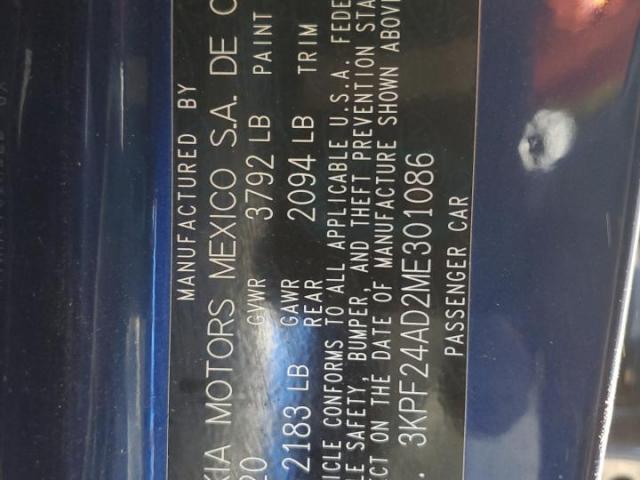 MANUFACTURED BY
KIA MOTORS MEXICO S.A. DE C
20 GVWR 3792 LB PAINT
GAWR
2183 LB REAR 2094 LB TRIM
ICLE CONFORMS TO ALL APPLICABLE U.S.A. FEDE
LE SAFETY, BUMPER, AND THEFT PREVENTION STA
ECT ON THE DATE OF MANUFACTURE SHOWN ABOVE
. 3KPF24AD2ME301086
PASSENGER CAR